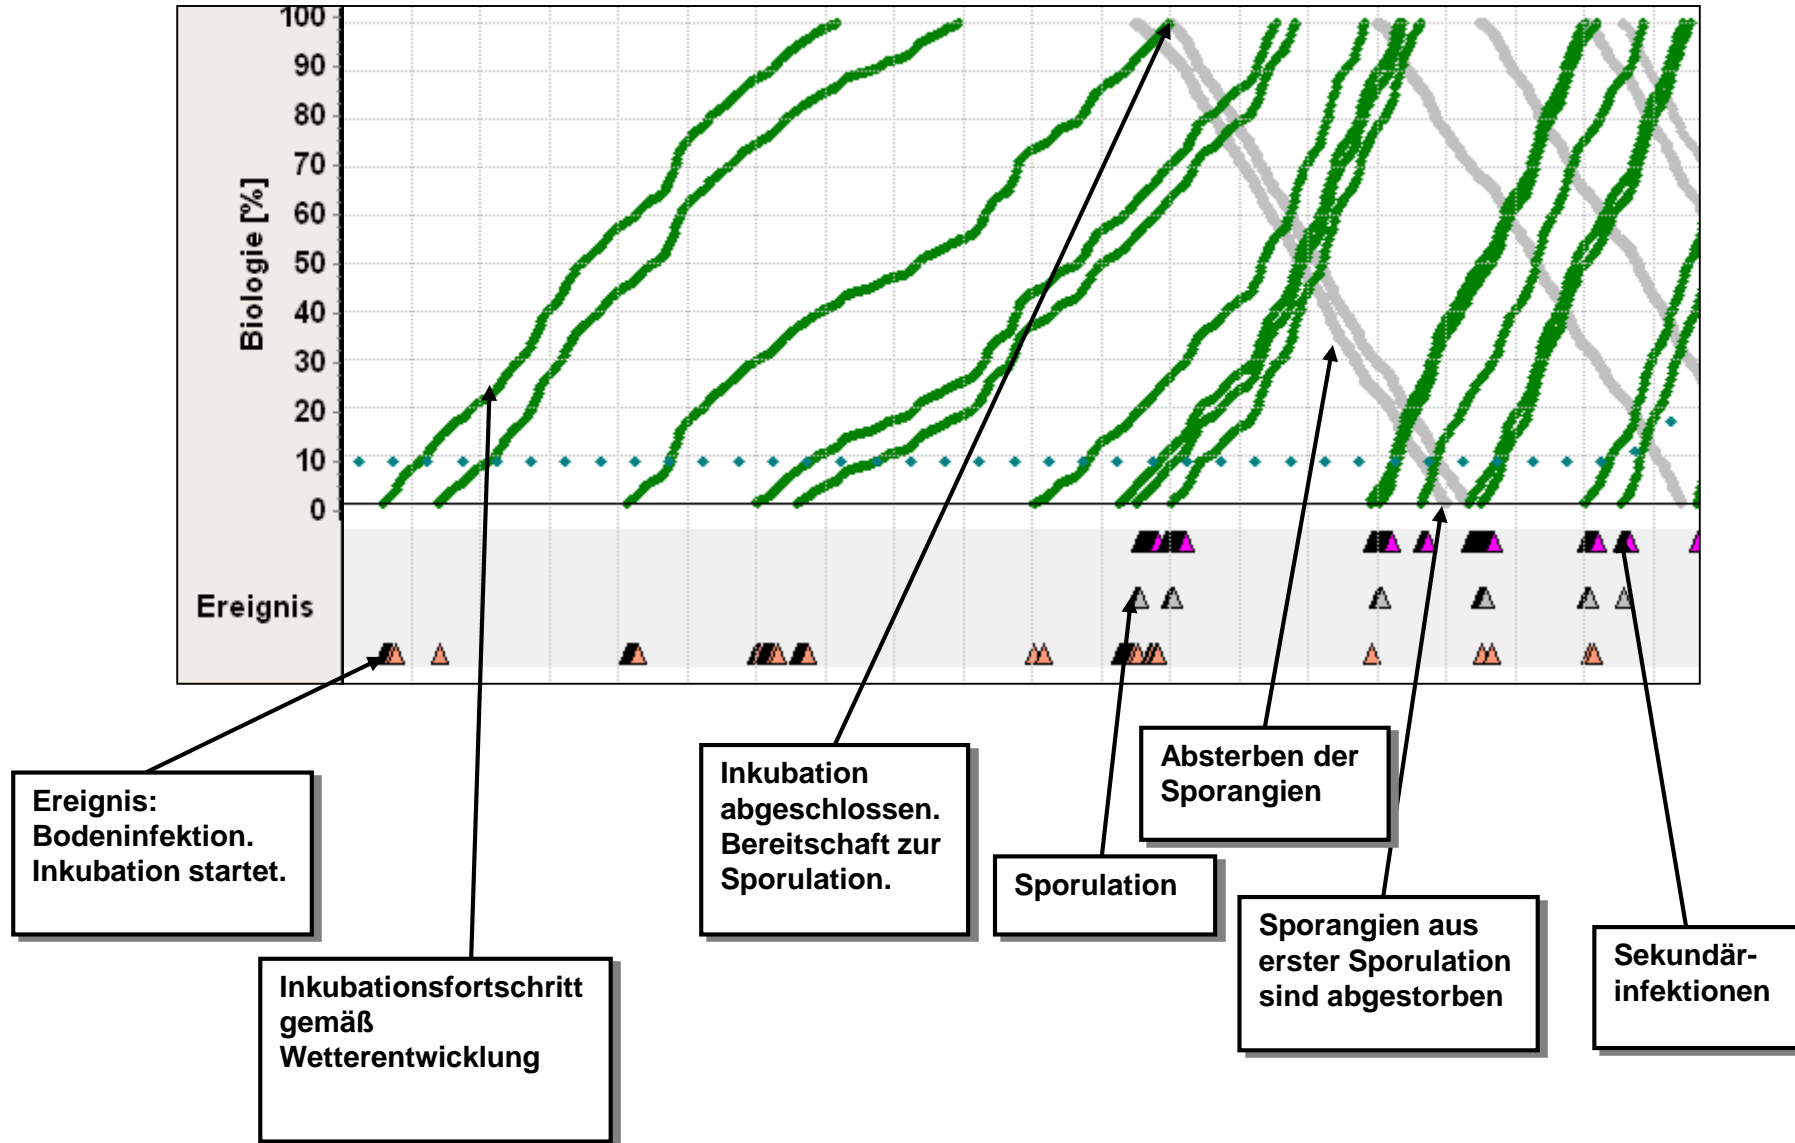 100
90
80
70
60
50
40
30
20
10
0
Biologie [%]
Ereignis
Ereignis:
Bodeninfektion.
Inkubation startet.
Inkubationsfortschritt
gemäß
Wetterentwicklung
Inkubation
abgeschlossen.
Bereitschaft zur
Sporulation.
Sporulation
Absterben der
Sporangien
Sporangien aus
erster Sporulation
sind abgestorben
Sekundär-
infektionen